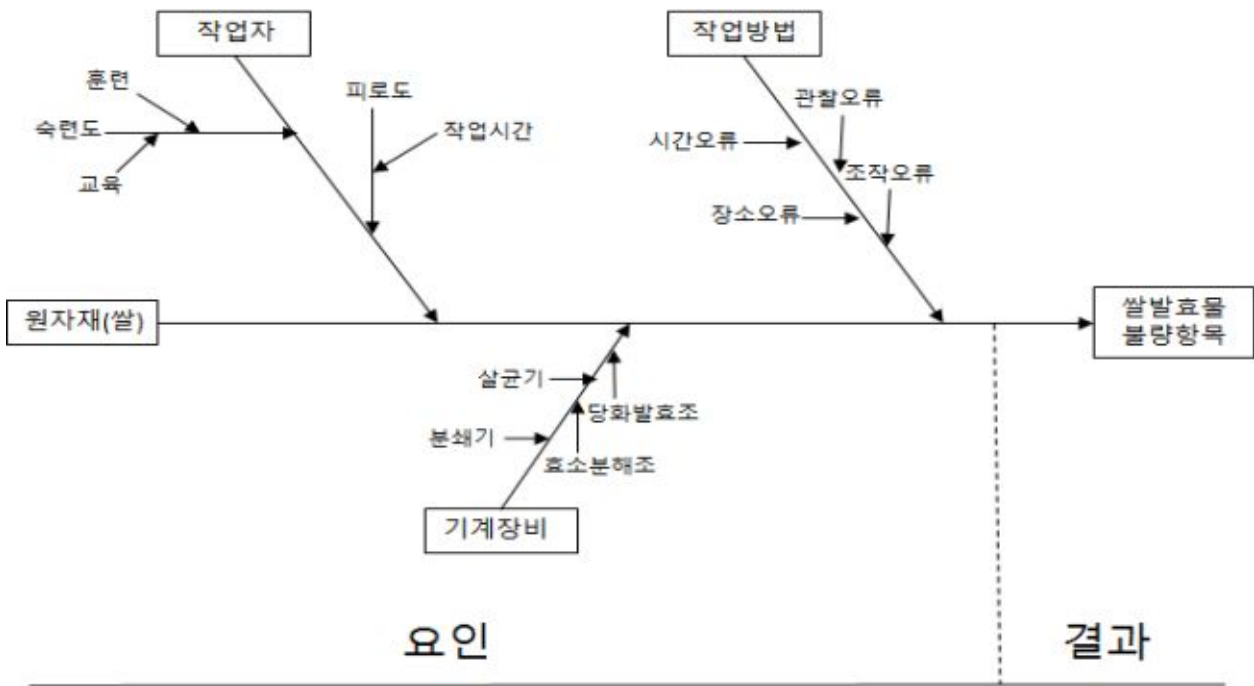 작업자
작업방법
훈련
피로도
관찰오류
숙련도
작업시간
시간오류
교육
조작오류
장소오류
원자재(쌀)
쌀발효물
불량항목
살균기
당화발효조
분쇄기
효소분해조
기계장비
요인
결과